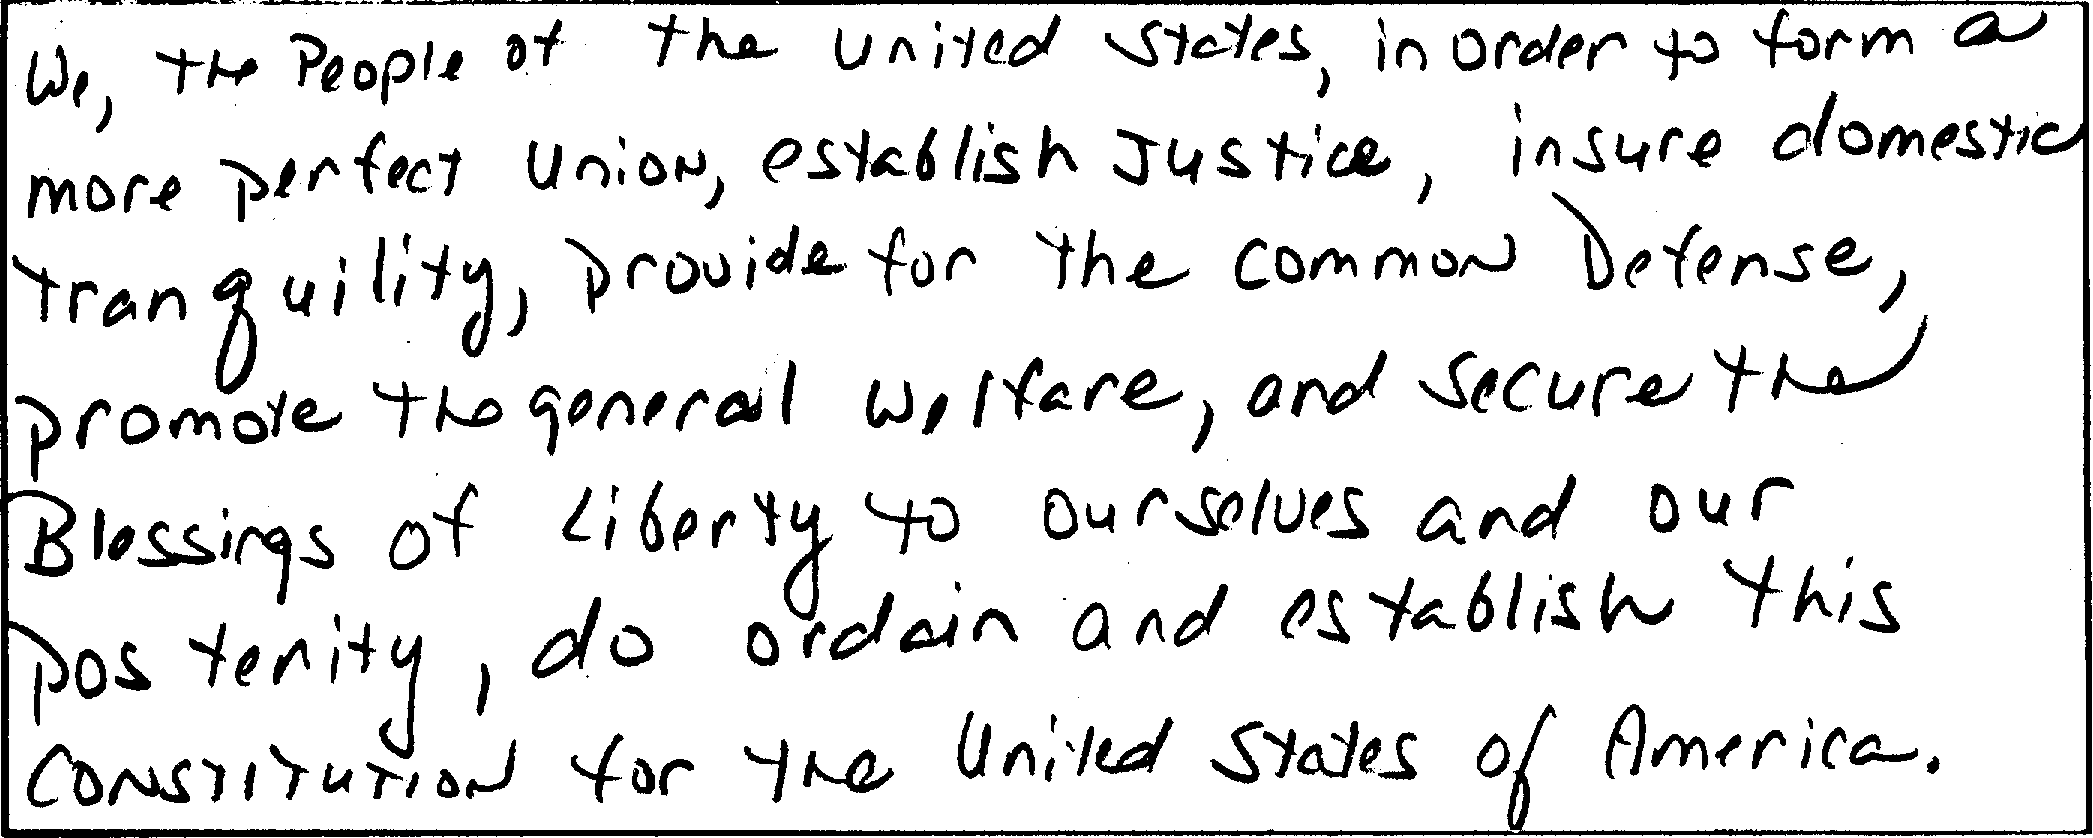 We, the People of the United States, in order to form a
more perfect Union, establish Justice, insure domestic
tranquility, provide for the common Defense,
promote the general welfare, and secure the
Blessings of Liberty to ourselves and our
posterity, do ordain and establish this
CONSTITUTION for the United States of America.